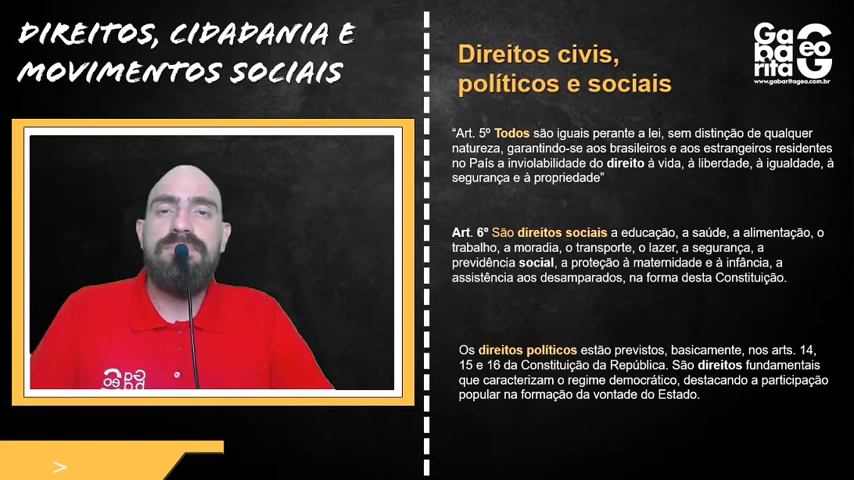 DIREITOS, CIDADANIA E
MOVIMENTOS SOCIAIS
Direitos civis,
políticos e sociais
Ga
ba
rita
GEO
www.gabaritageo.com.br
“Art. 5º Todos são iguais perante a lei, sem distinção de qualquer
natureza, garantindo-se aos brasileiros e aos estrangeiros residentes
no País a inviolabilidade do direito à vida, à liberdade, à igualdade, à
segurança e à propriedade”
Art. 6º São direitos sociais a educação, a saúde, a alimentação, o
trabalho, a moradia, o transporte, o lazer, a segurança, a
previdência social, a proteção à maternidade e à infância, a
assistência aos desamparados, na forma desta Constituição.
Os direitos políticos estão previstos, basicamente, nos arts. 14,
15 e 16 da Constituição da República. São direitos fundamentais
que caracterizam o regime democrático, destacando a participação
popular na formação da vontade do Estado.
>